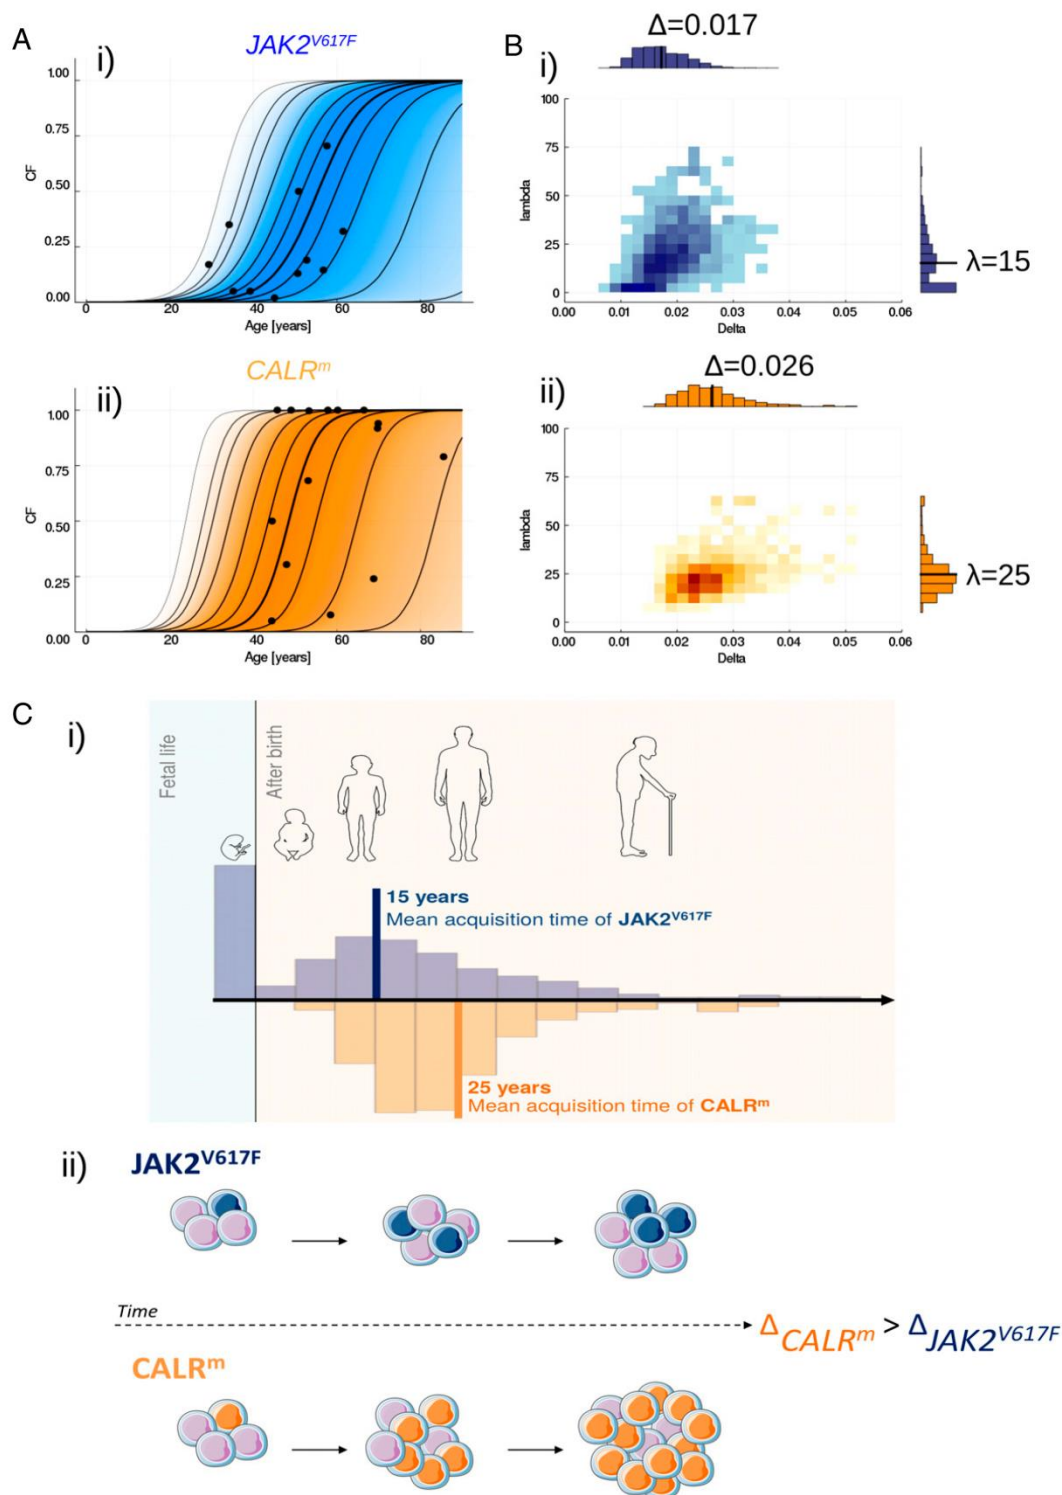 A
i)
JAK2V617F
1.00
0.75
CF
0.50
0.25
0.00
0
20
40
60
80
Age [years]
CALRm
ii)
1.00
0.75
CF
0.50
0.25
0.00
0
20
40
60
80
Age [years]
B
Δ=0.017
i)
100
75
lambda
50
25
0
0.00
0.01
0.02
0.03
0.04
0.05
0.06
Delta
λ=15
Δ=0.026
ii)
100
75
lambda
50
25
0
0.00
0.01
0.02
0.03
0.04
0.05
0.06
Delta
λ=25
C
i)
Fetal life
After birth
15 years
Mean acquisition time of JAK2V617F
25 years
Mean acquisition time of CALRm
ii)
JAK2V617F
Time
ΔCALRm > ΔJAK2V617F
CALRm